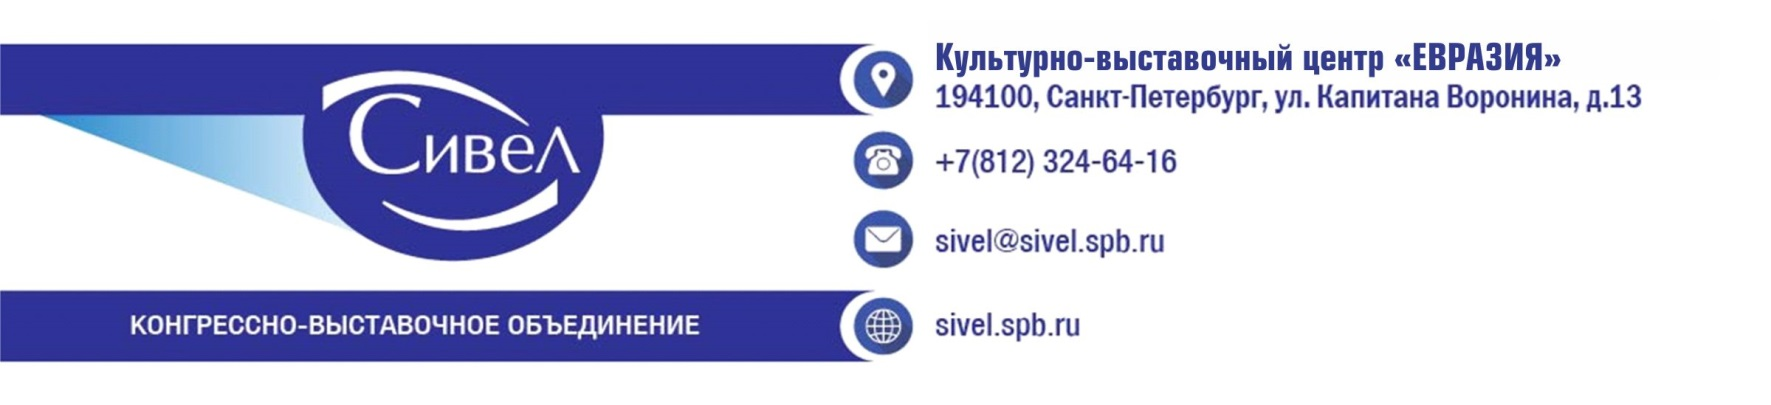 Сивел
КОНГРЕССНО-ВЫСТАВОЧНОЕ ОБЪЕДИНЕНИЕ
Культурно-выставочный центр «ЕВРАЗИЯ»
194100, Санкт-Петербург, ул. Капитана Воронина, д.13
+7(812) 324-64-16
sivel@sivel.spb.ru
sivel.spb.ru